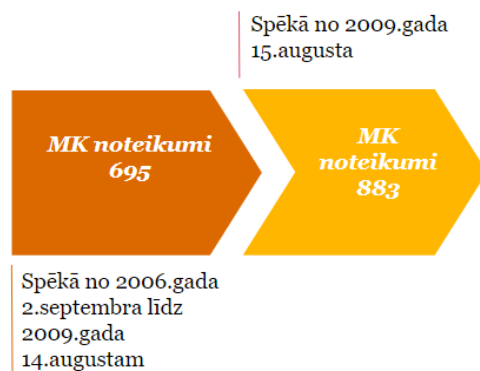 Spēkā no 2009.gada
15.augusta
MK noteikumi
695
MK
noteikumi
883
Spēkā no 2006.gada
2.septembra līdz
2009.gada
14.augustam